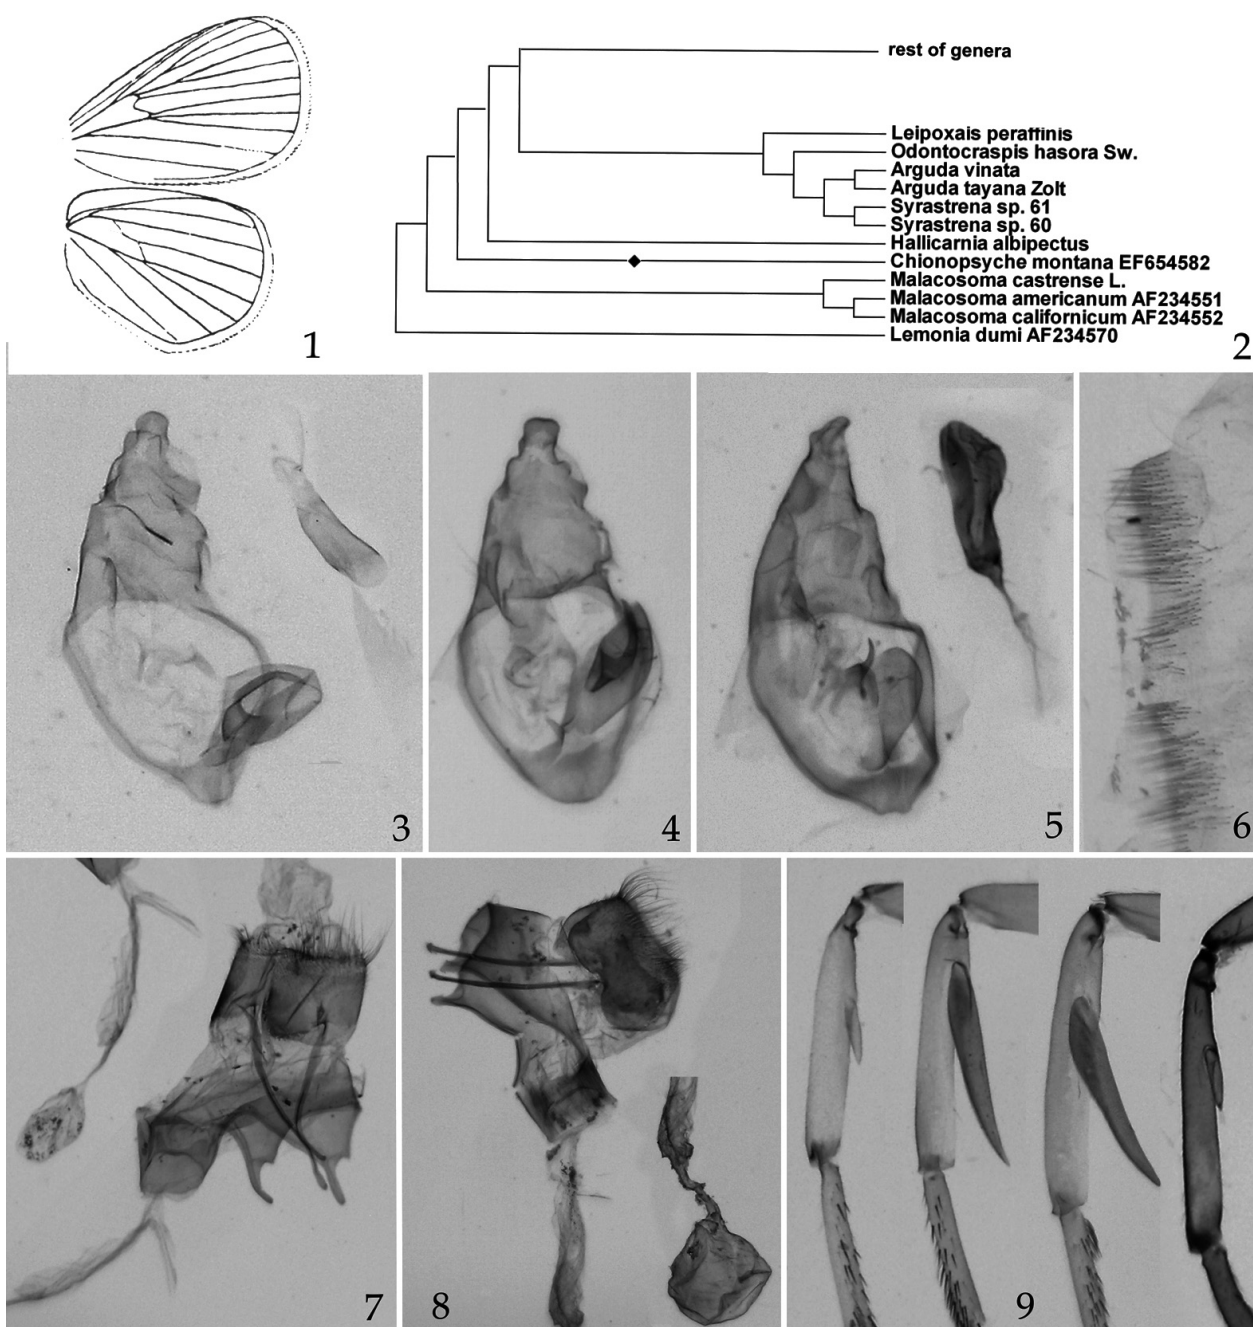 1
rest of genera
Leipoxais peraffinis
Odontocraspis hasora Sw.
Arguda vinata
Arguda tayana Zolt
Syrastrena sp. 61
Syrastrena sp. 60
Hallicarnia albipectus
Chionopsyche montana EF654582
Malacosoma castrense L.
Malacosoma americanum AF234551
Malacosoma californicum AF234552
Lemonia dumi AF234570
2
3
4
5
6
7
8
9